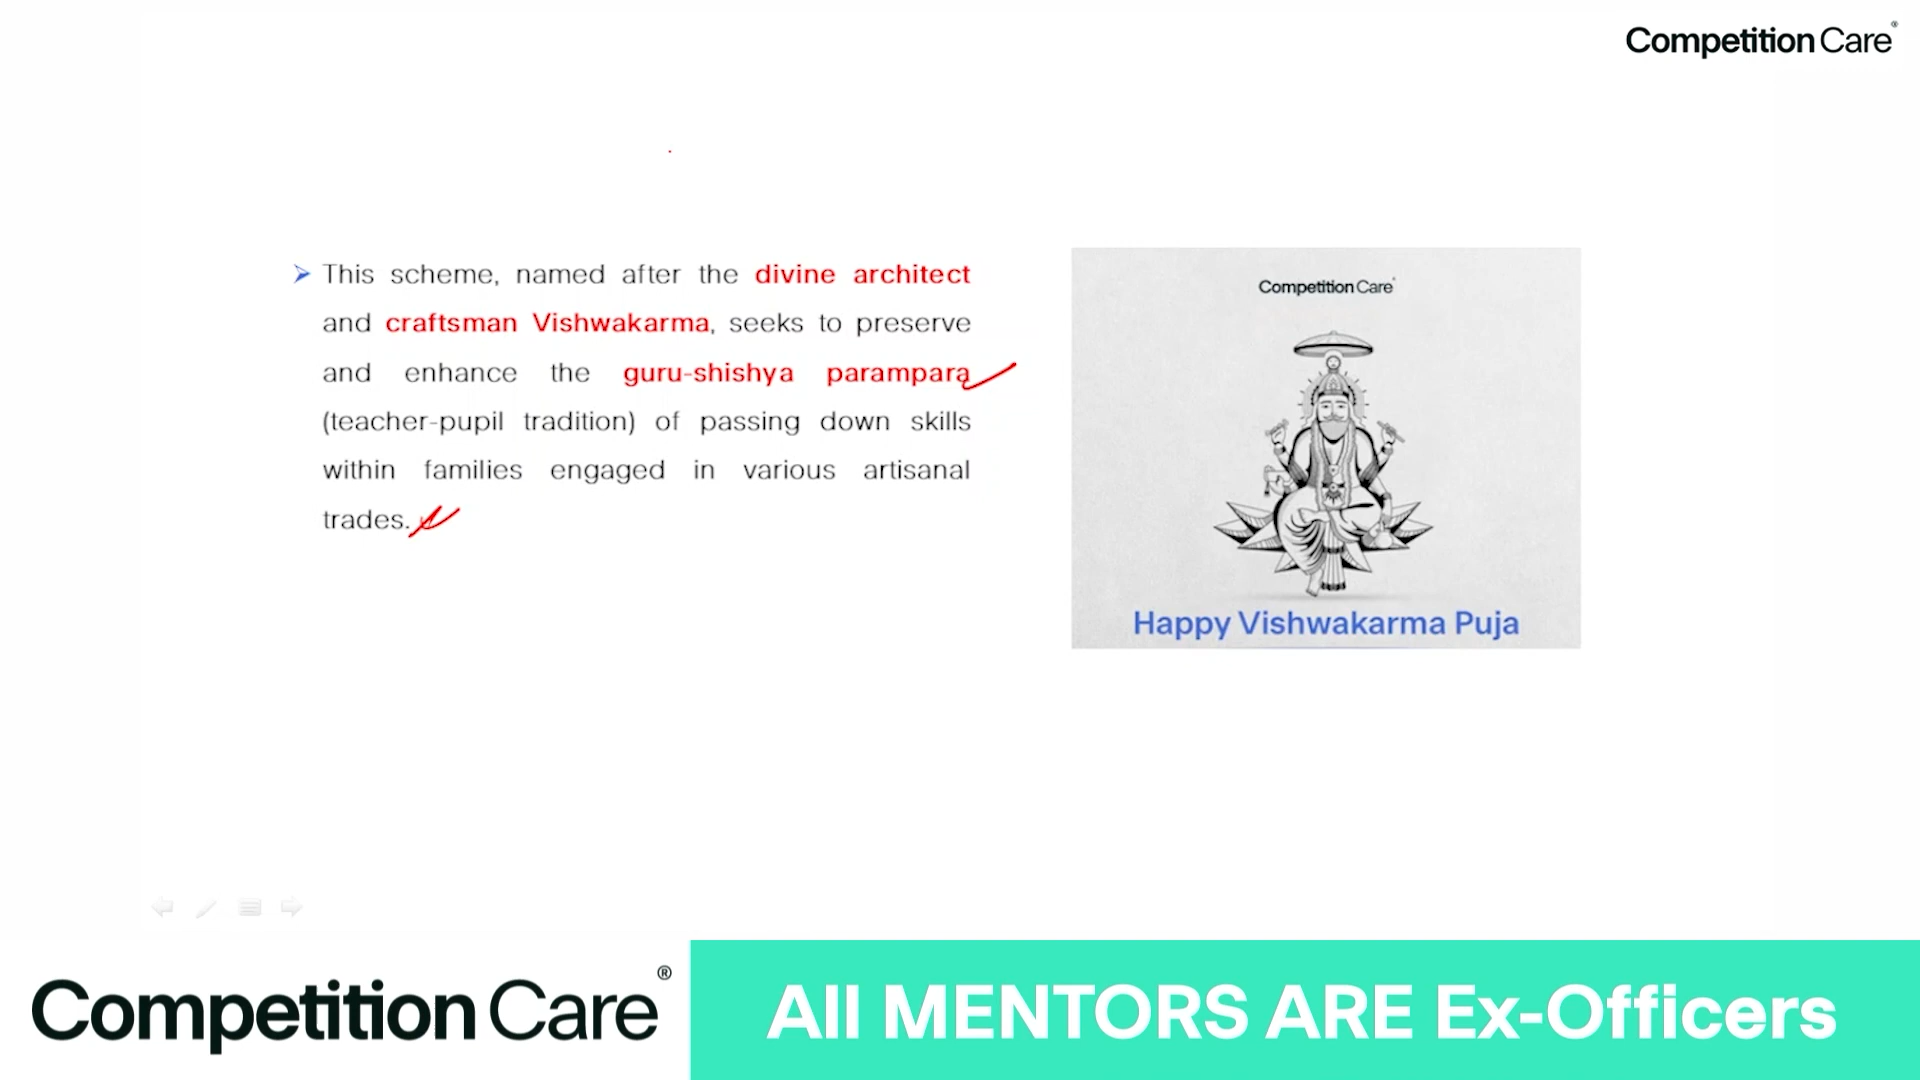 Competition Care®
➤ This scheme, named after the divine architect
and craftsman Vishwakarma, seeks to preserve
and enhance the guru-shishya parampara
(teacher-pupil tradition) of passing down skills
within families engaged in various artisanal
trades.
Competition Care
Happy Vishwakarma Puja
Competition Care®
All MENTORS ARE Ex-Officers